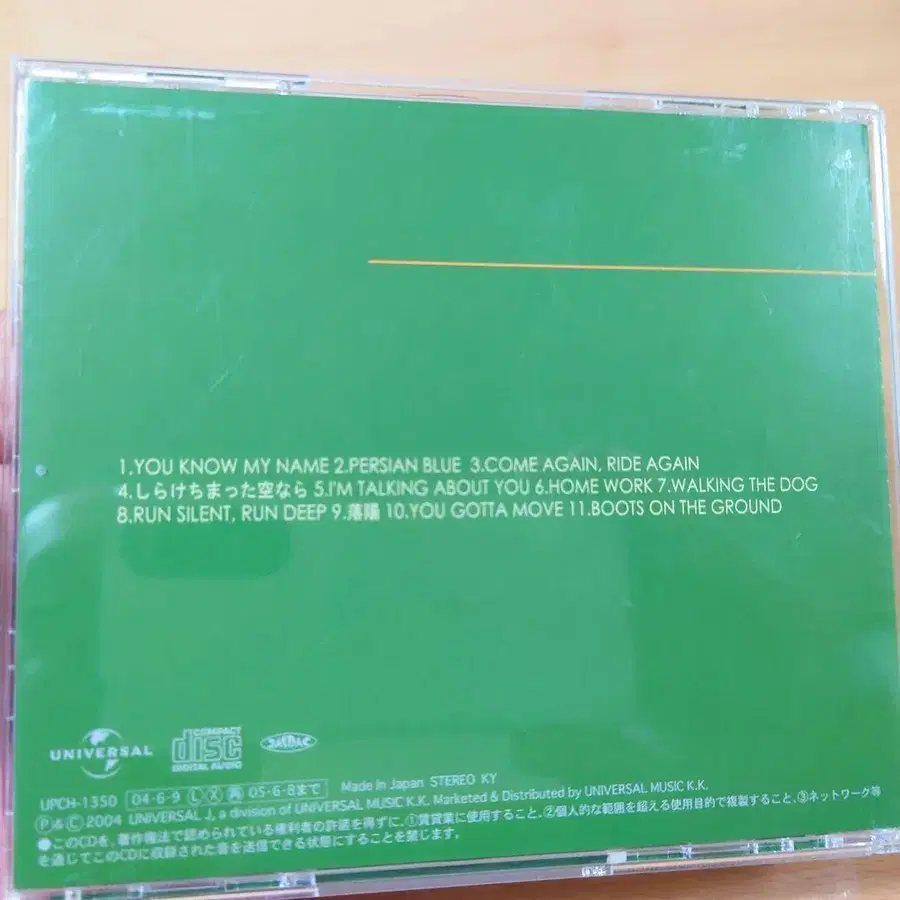 1.YOU KNOW MY NAME 2.PERSIAN BLUE 3.COME AGAIN, RIDE AGAIN
4.しらけちまった空なら 5.I'M TALKING ABOUT YOU 6.HOME WORK 7.WALKING THE DOG
8.RUN SILENT, RUN DEEP 9.落陽 10.YOU GOTTA MOVE 11.BOOTS ON THE GROUND
UNIVERSAL
COMPACT
disc
DIGITAL AUDIO
JASRAC
UPCH-1350 04-6-9 Ⓛ Ⓧ 再 05-6-8まで Made in Japan STEREO KY
Ⓟ&Ⓒ 2004 UNIVERSAL J, a division of UNIVERSAL MUSIC K.K. Marketed & Distributed by UNIVERSAL MUSIC K.K.
●このCDを、著作権法で認められている権利者の許諾を得ずに、①賃貸業に使用すること、②個人的な範囲を超える使用目的で複製すること、③ネットワーク等
を通じてこのCDに収録された音を送信できる状態にすることを禁じます。